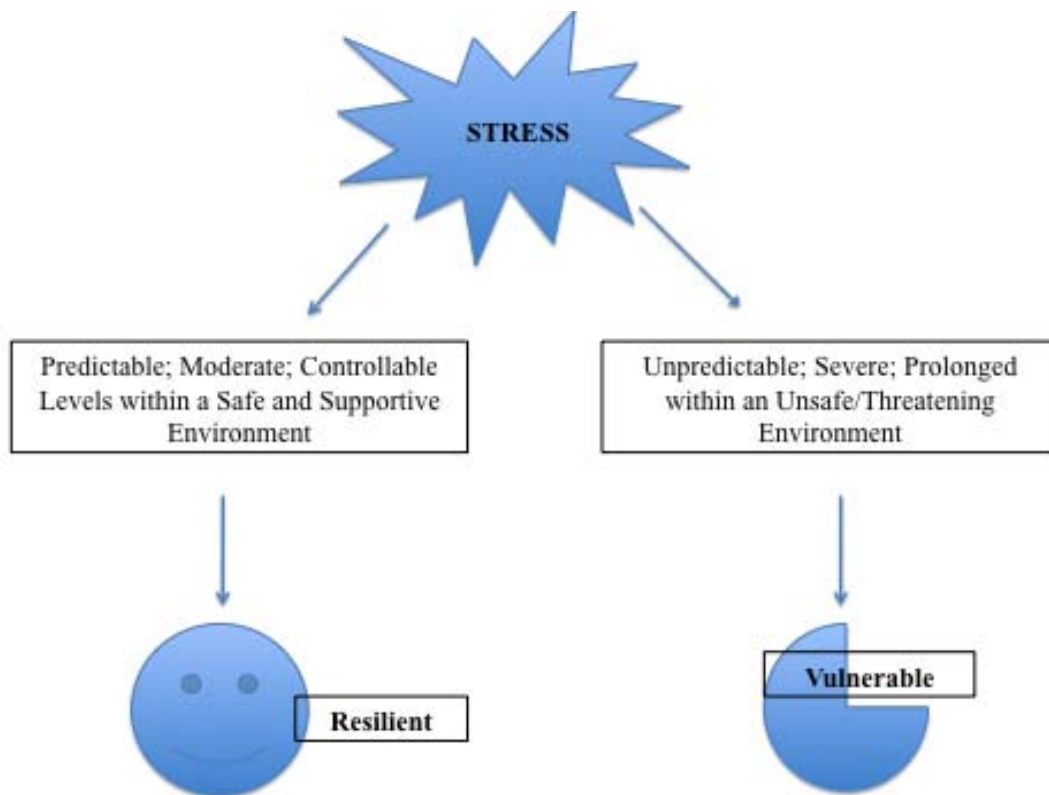 STRESS
Predictable; Moderate; Controllable
Levels within a Safe and Supportive
Environment
Unpredictable; Severe; Prolonged
within an Unsafe/Threatening
Environment
Resilient
Vulnerable